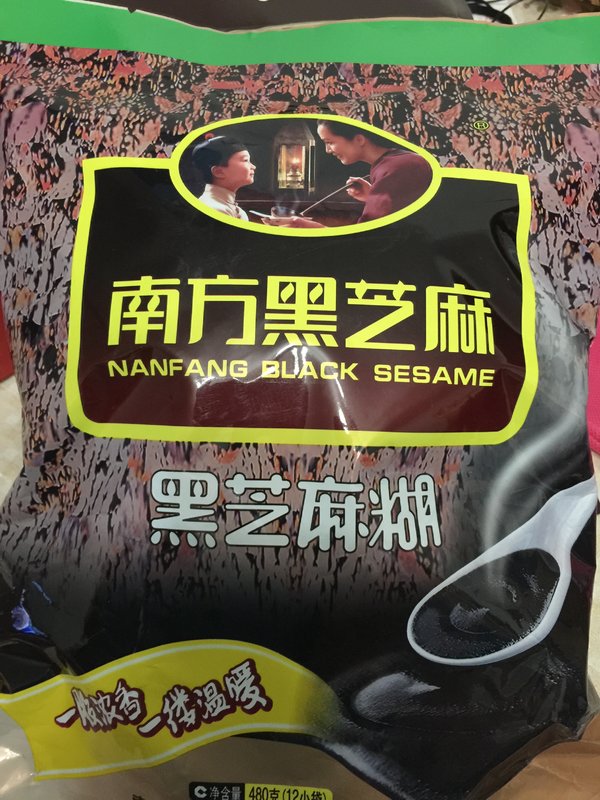 ®
南方黑芝麻
NANFANG BLACK SESAME
黑芝麻糊
一股浓香 一缕温暖
C 净含量 480克(12小袋)